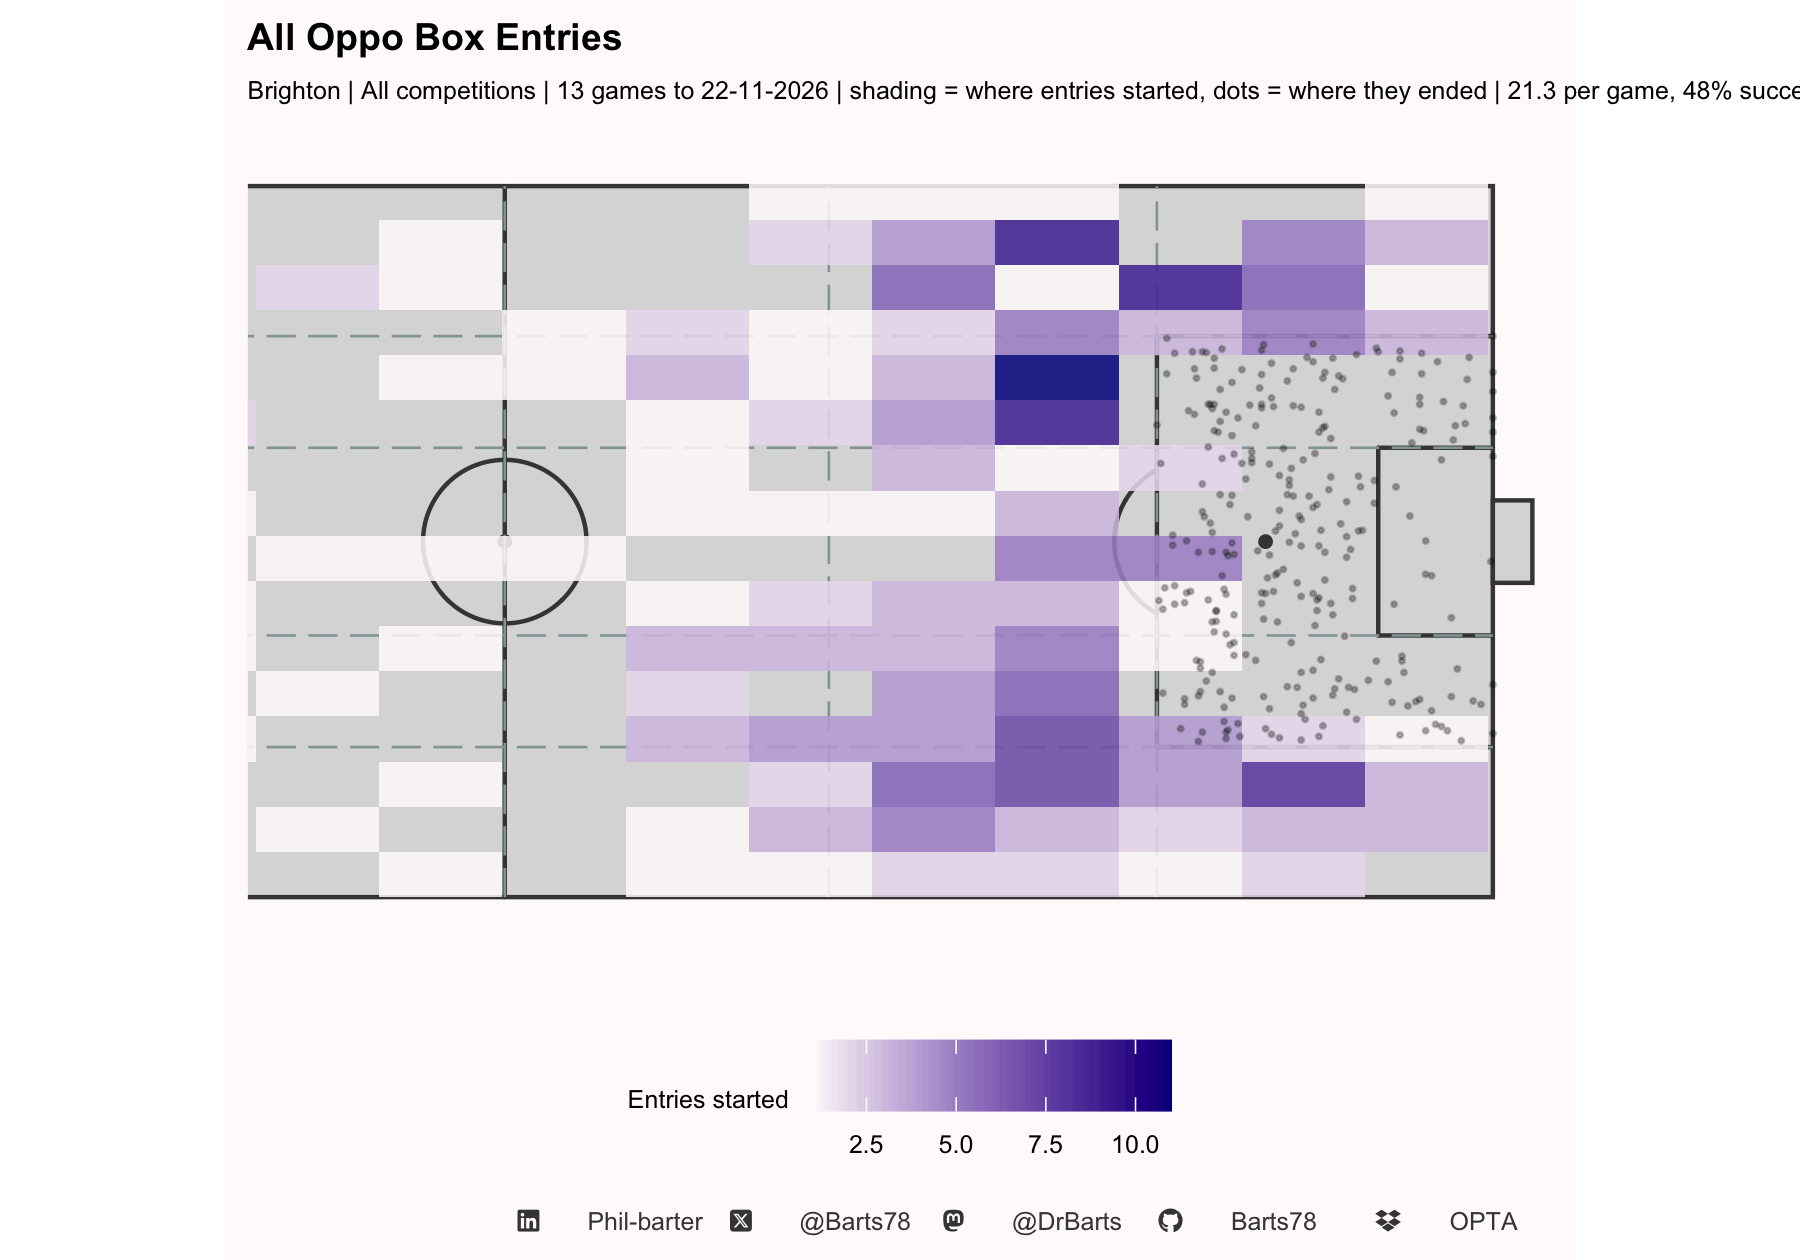 All Oppo Box Entries
Brighton | All competitions | 13 games to 22-11-2026 | shading = where entries started, dots = where they ended | 21.3 per game, 48% succe
Entries started
2.5 5.0 7.5 10.0
Phil-barter @Barts78 @DrBarts Barts78 OPTA